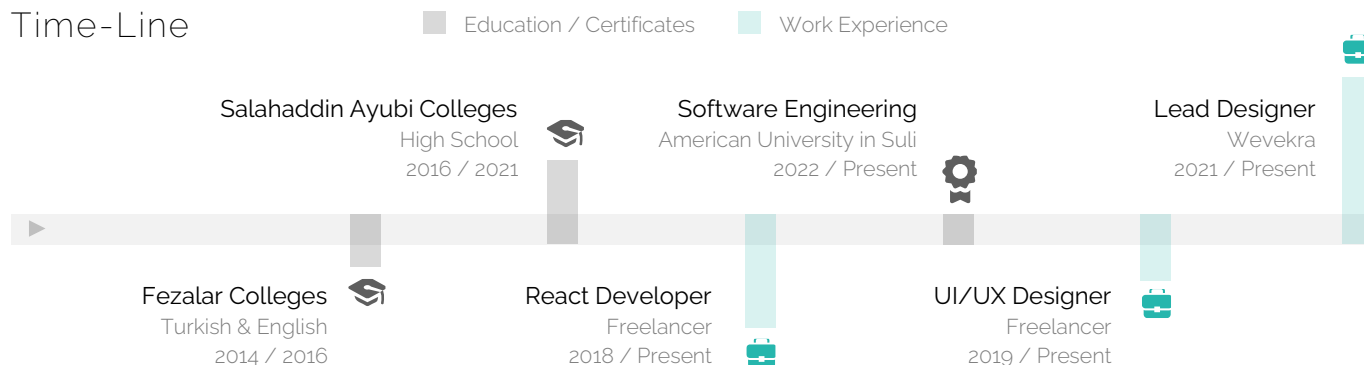 Time-Line
Education / Certificates
Work Experience
Salahaddin Ayubi Colleges
High School
2016 / 2021
Software Engineering
American University in Suli
2022 / Present
Lead Designer
Wevekra
2021 / Present
Fezalar Colleges
Turkish & English
2014 / 2016
React Developer
Freelancer
2018 / Present
UI/UX Designer
Freelancer
2019 / Present